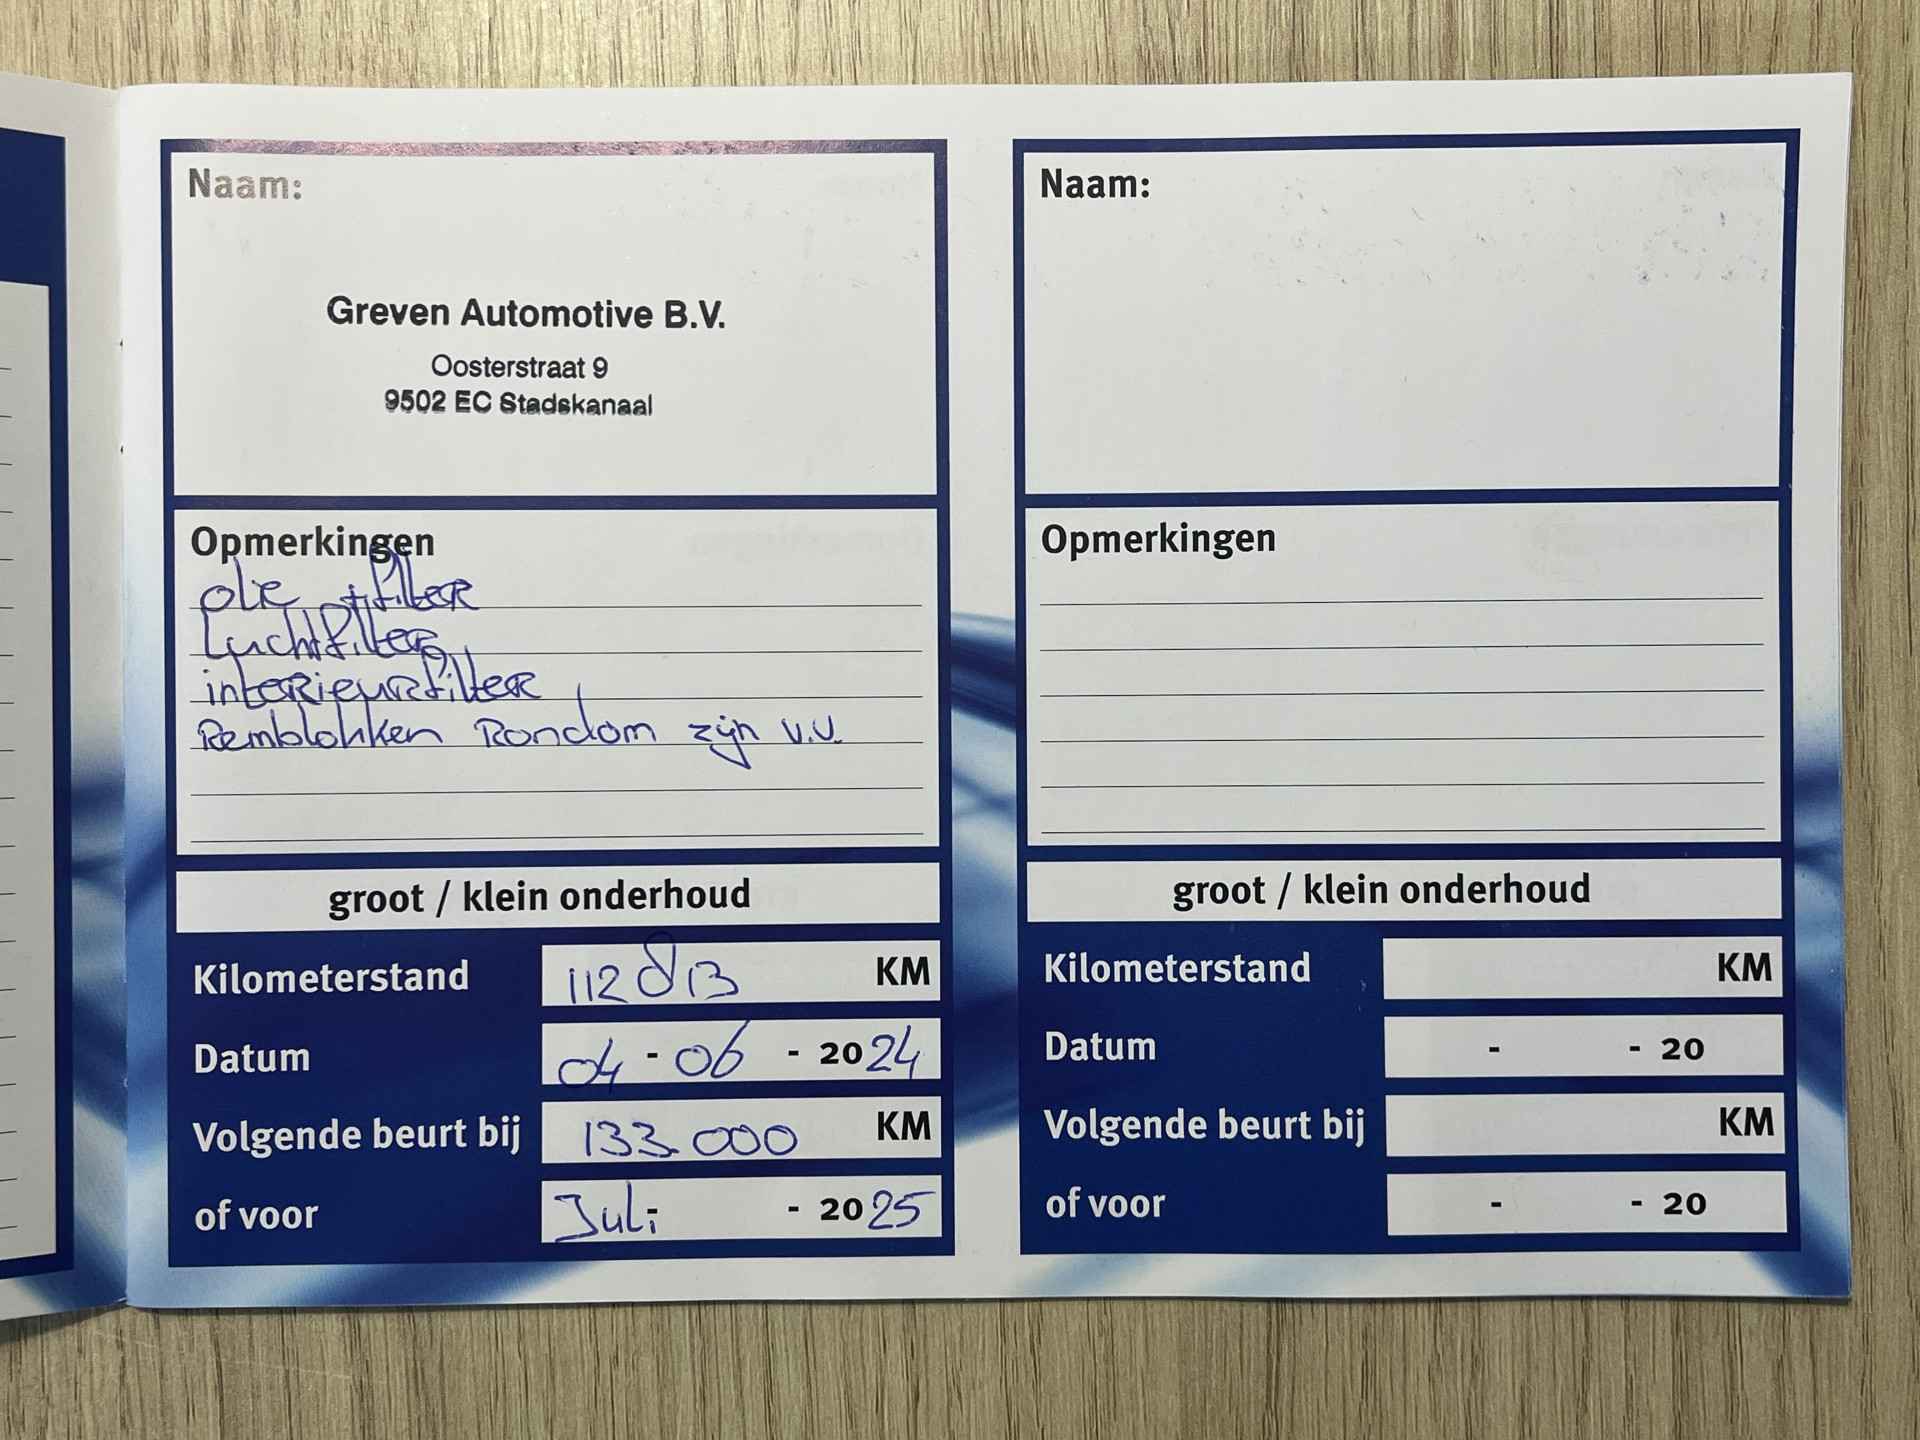 Naam:
Greven Automotive B.V.
Oosterstraat 9
9502 EC Stadskanaal
Opmerkingen
olie + filter
Luchtfilter
interieurfilter
Remblokken Rondom zijn v.v.
groot / klein onderhoud
Kilometerstand 112813 KM
Datum 04 - 06 - 2024
Volgende beurt bij 133.000 KM
of voor Juli - - 2025
Naam:
Opmerkingen
groot / klein onderhoud
Kilometerstand KM
Datum - - 20
Volgende beurt bij KM
of voor - - 20